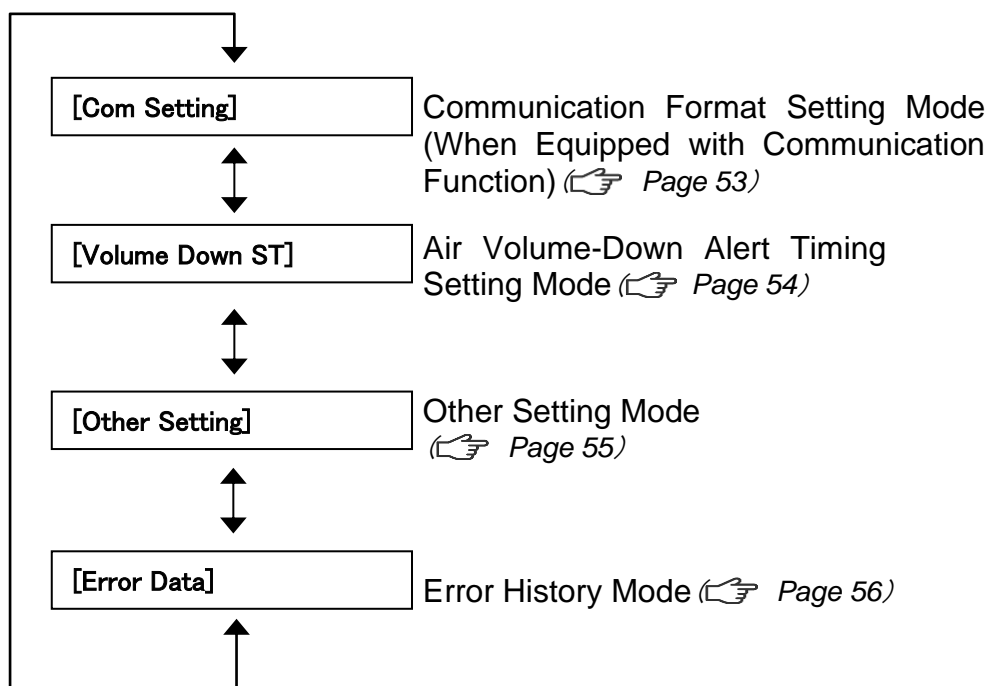 [Com Setting]
Communication Format Setting Mode
(When Equipped with Communication
Function) (☞ Page 53)
[Volume Down ST]
Air Volume-Down Alert Timing
Setting Mode (☞ Page 54)
[Other Setting]
Other Setting Mode
(☞ Page 55)
[Error Data]
Error History Mode (☞ Page 56)